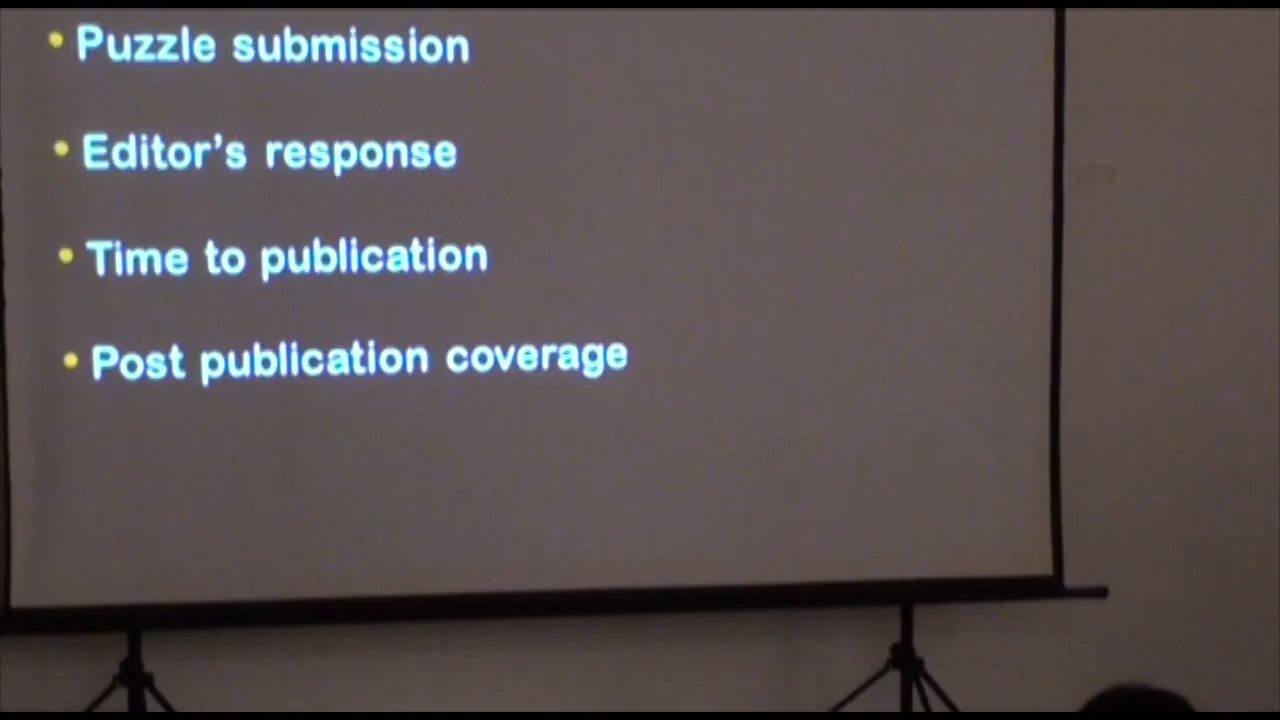 • Puzzle submission
• Editor's response
• Time to publication
• Post publication coverage